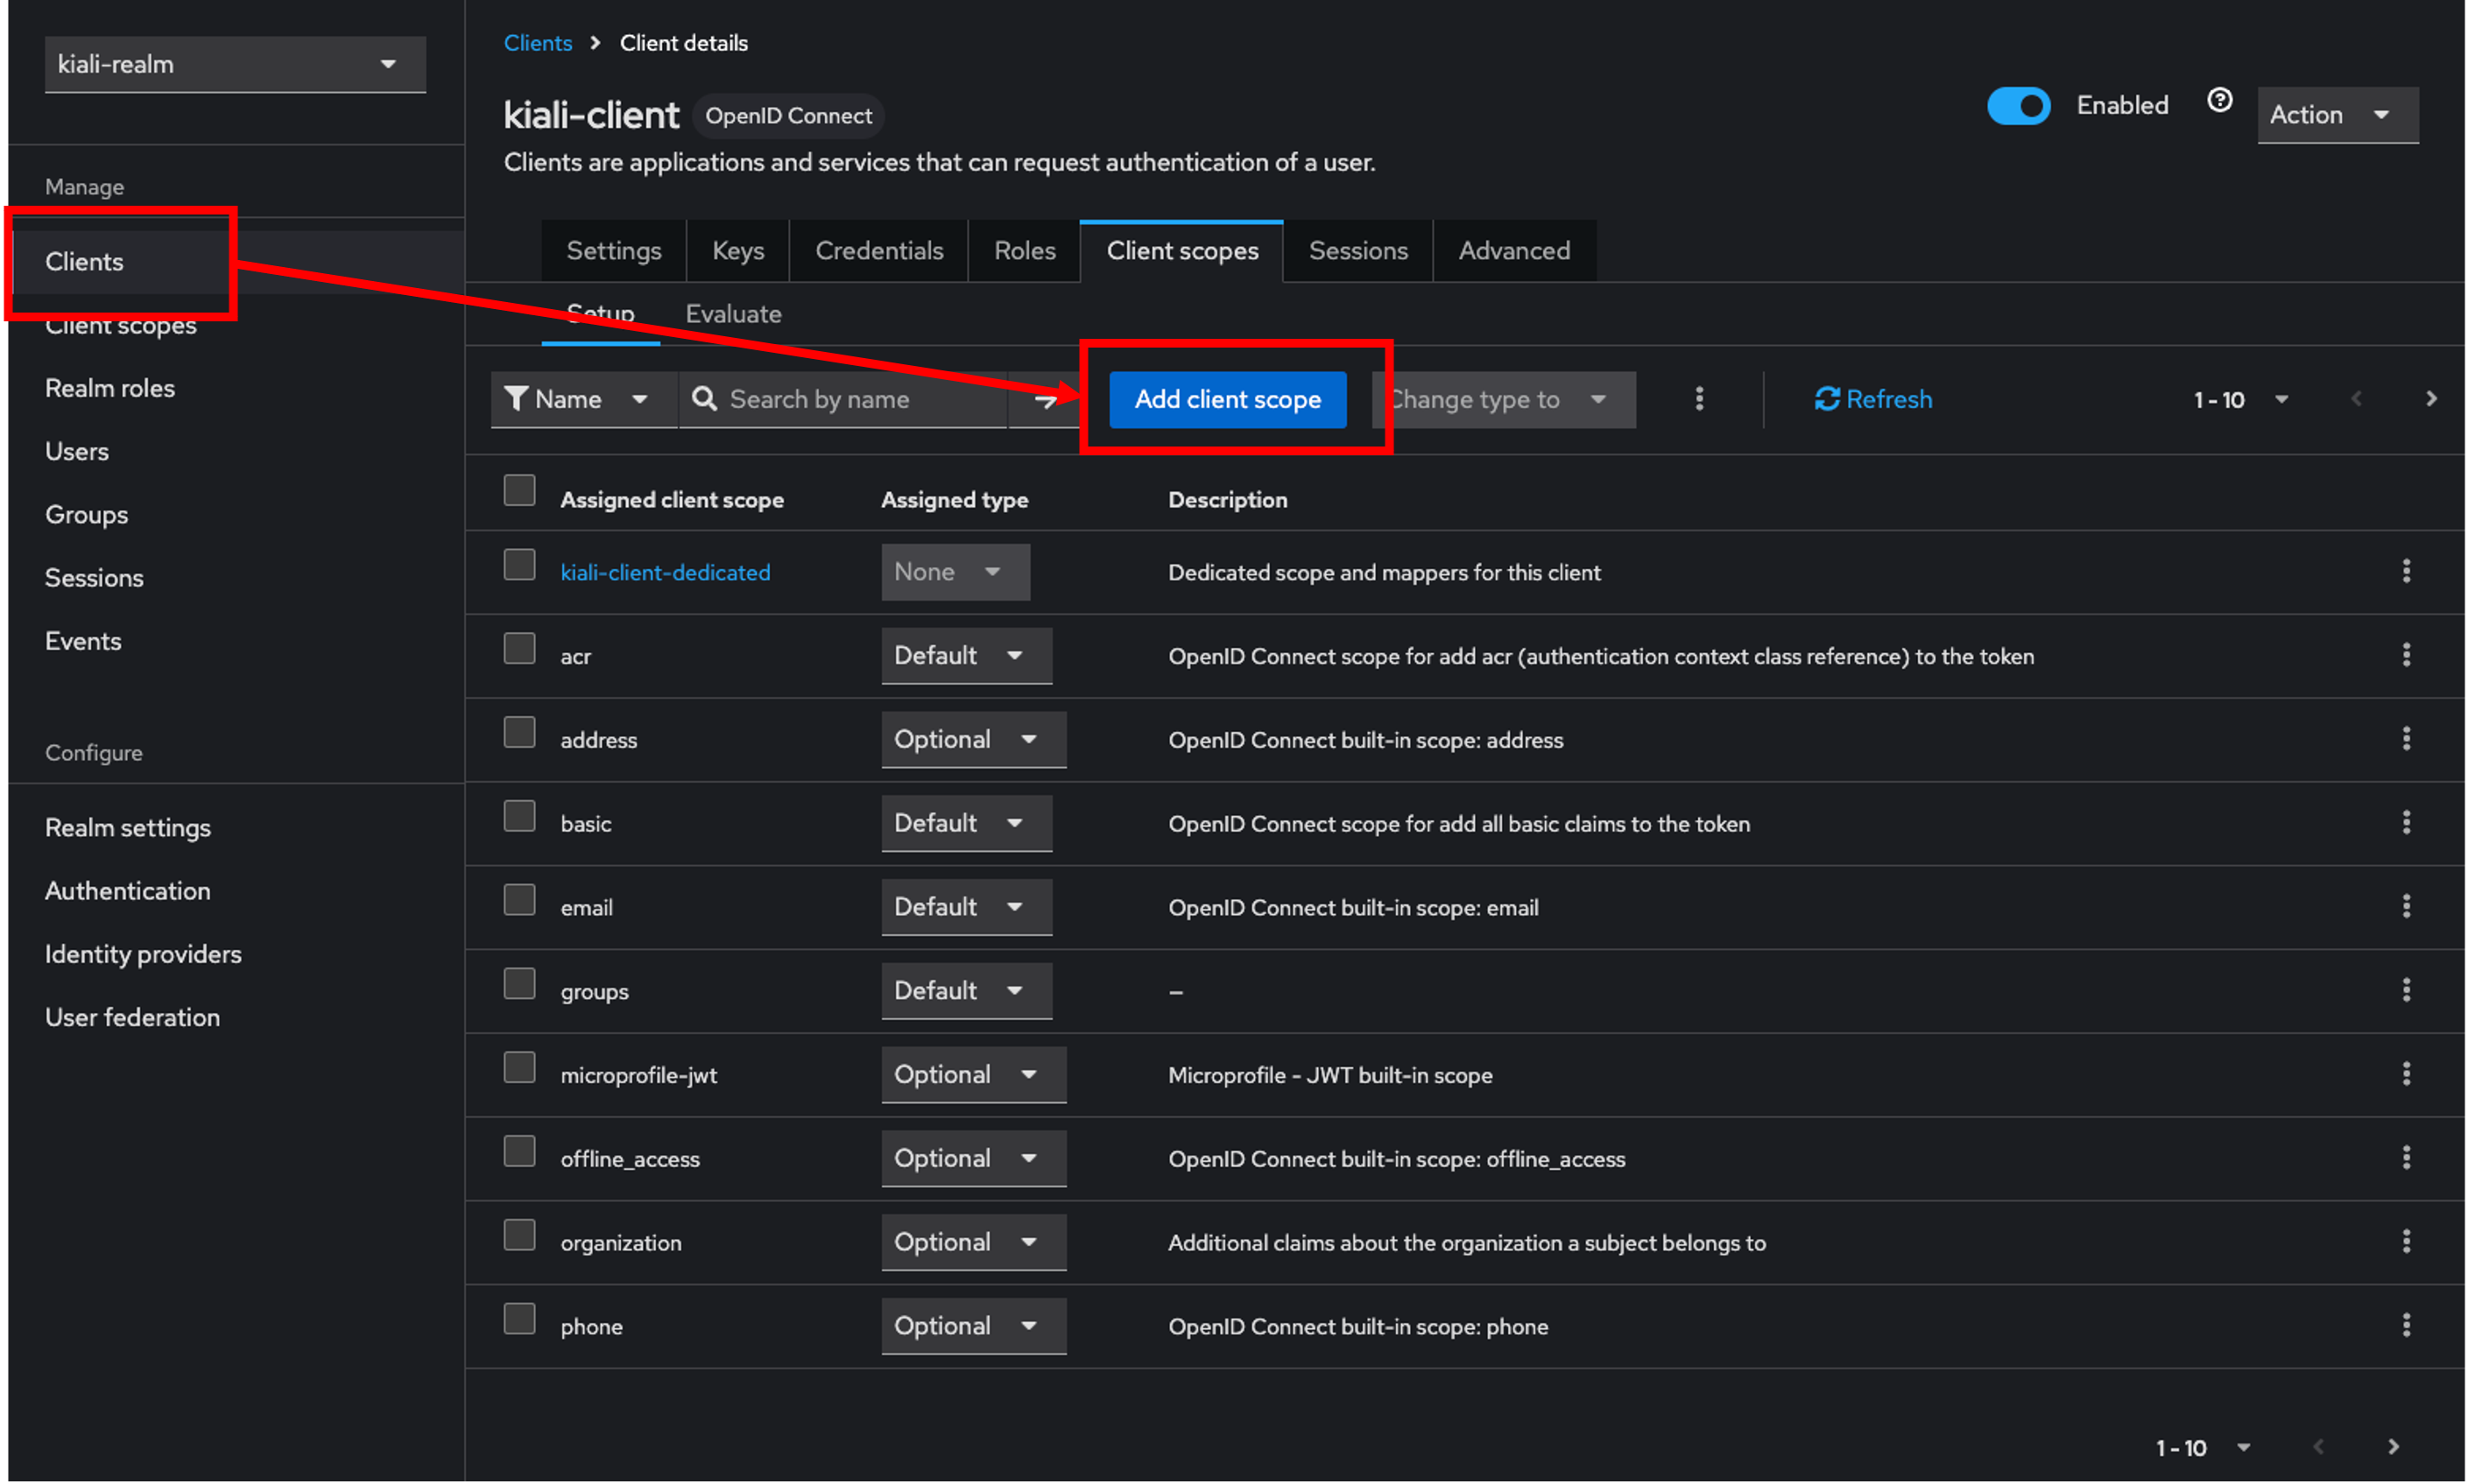 kiali-realm
Manage
Clients
Client scopes
Realm roles
Users
Groups
Sessions
Events
Configure
Realm settings
Authentication
Identity providers
User federation
Clients > Client details
kiali-client OpenID Connect
Enabled
Action
Clients are applications and services that can request authentication of a user.
Settings Keys Credentials Roles Client scopes Sessions Advanced
Setup Evaluate
Name Search by name Add client scope Change type to Refresh 1 - 10
Assigned client scope Assigned type Description
kiali-client-dedicated None Dedicated scope and mappers for this client
acr Default OpenID Connect scope for add acr (authentication context class reference) to the token
address Optional OpenID Connect built-in scope: address
basic Default OpenID Connect scope for add all basic claims to the token
email Default OpenID Connect built-in scope: email
groups Default –
microprofile-jwt Optional Microprofile - JWT built-in scope
offline_access Optional OpenID Connect built-in scope: offline_access
organization Optional Additional claims about the organization a subject belongs to
phone Optional OpenID Connect built-in scope: phone
1 - 10